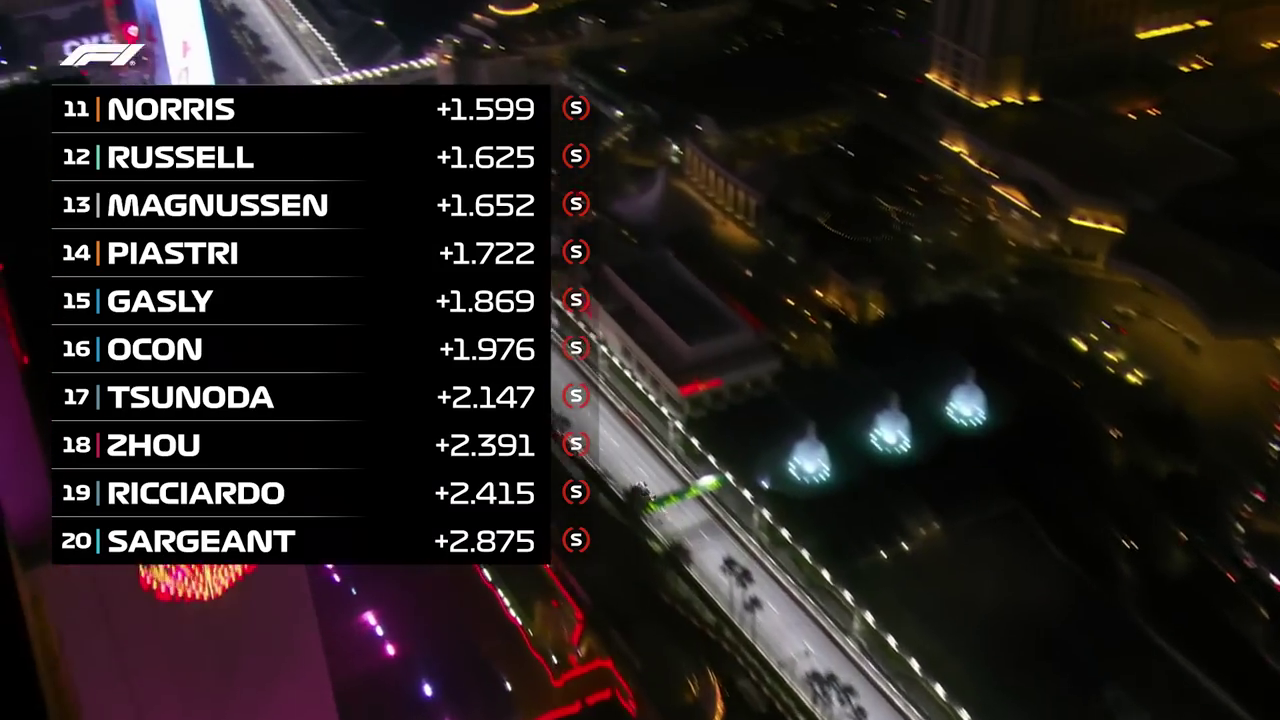 F1
11 NORRIS +1.599 S
12 RUSSELL +1.625 S
13 MAGNUSSEN +1.652 S
14 PIASTRI +1.722 S
15 GASLY +1.869 S
16 OCON +1.976 S
17 TSUNODA +2.147 S
18 ZHOU +2.391 S
19 RICCIARDO +2.415 S
20 SARGEANT +2.875 S